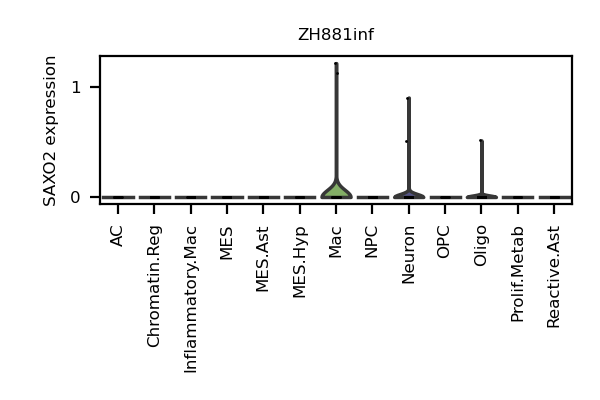 ZH881inf
SAXO2 expression
1
0
AC
Chromatin.Reg
Inflammatory.Mac
MES
MES.Ast
MES.Hyp
Mac
NPC
Neuron
OPC
Oligo
Prolif.Metab
Reactive.Ast